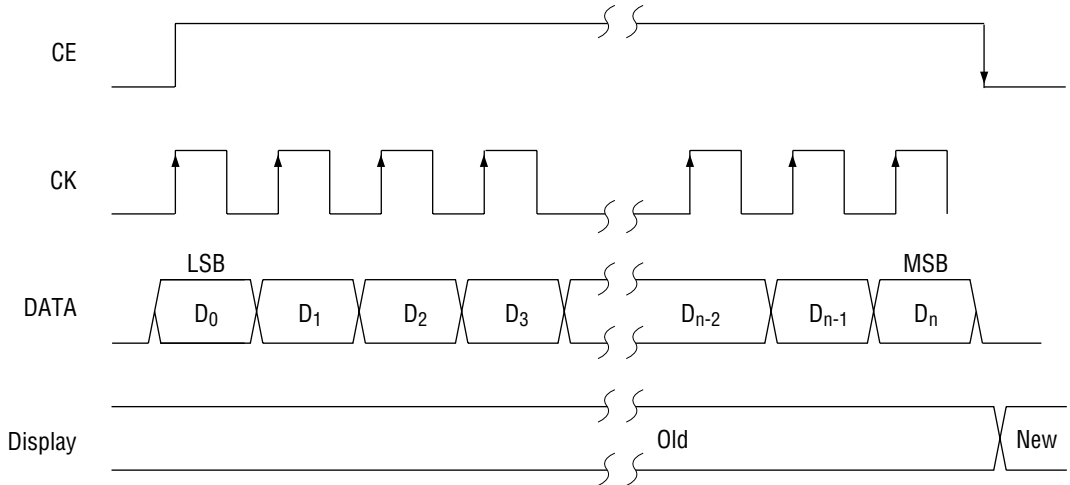 CE
CK
LSB MSB
DATA D0 D1 D2 D3 Dn-2 Dn-1 Dn
Display Old New